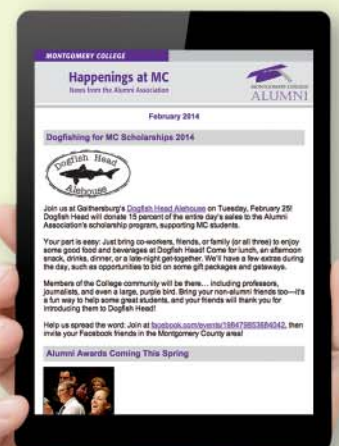 MONTGOMERY COLLEGE
Happenings at MC
News from the Alumni Association
MONTGOMERY COLLEGE
ALUMNI
February 2014
Dogfishing for MC Scholarships 2014
Dogfish Head
Alehouse
Join us at Gaithersburg's Dogfish Head Alehouse on Tuesday, February 25!
Dogfish Head will donate 15 percent of the entire day's sales to the Alumni
Association's scholarship program, supporting MC students.
Your part is easy: Just bring co-workers, friends, or family (or all three) to enjoy
some good food and beverages at Dogfish Head! Come for lunch, an afternoon
snack, drinks, dinner, or a late-night get-together. We'll have a few extras during
the day, such as opportunities to bid on some gift packages and getaways.
Members of the College community will be there... including professors,
journalists, and even a large, purple bird. Bring your non-alumni friends too—it's
a fun way to help some great students, and your friends will thank you for
introducing them to Dogfish Head!
Help us spread the word: Join at facebook.com/events/198479853684042, then
invite your Facebook friends in the Montgomery County area!
Alumni Awards Coming This Spring